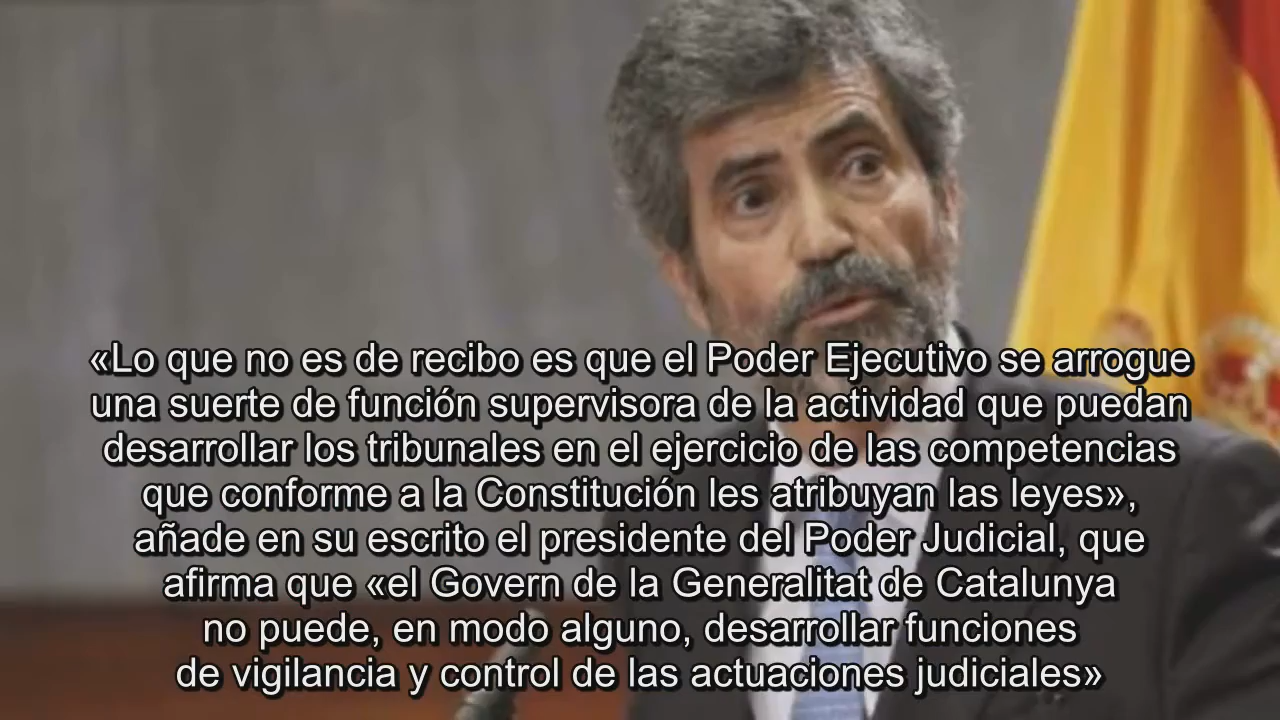 «Lo que no es de recibo es que el Poder Ejecutivo se arrogue
una suerte de función supervisora de la actividad que puedan
desarrollar los tribunales en el ejercicio de las competencias
que conforme a la Constitución les atribuyan las leyes»,
añade en su escrito el presidente del Poder Judicial, que
afirma que «el Govern de la Generalitat de Catalunya
no puede, en modo alguno, desarrollar funciones
de vigilancia y control de las actuaciones judiciales»